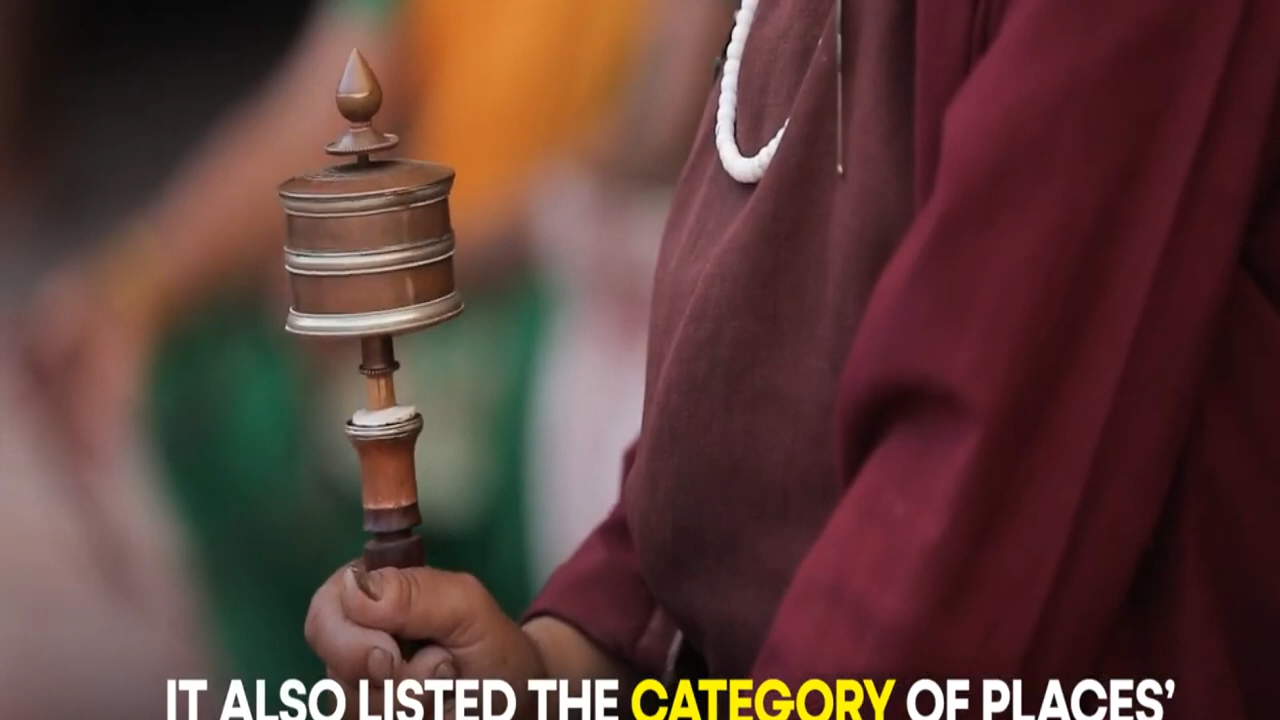 IT ALSO LISTED THE CATEGORY OF PLACES’